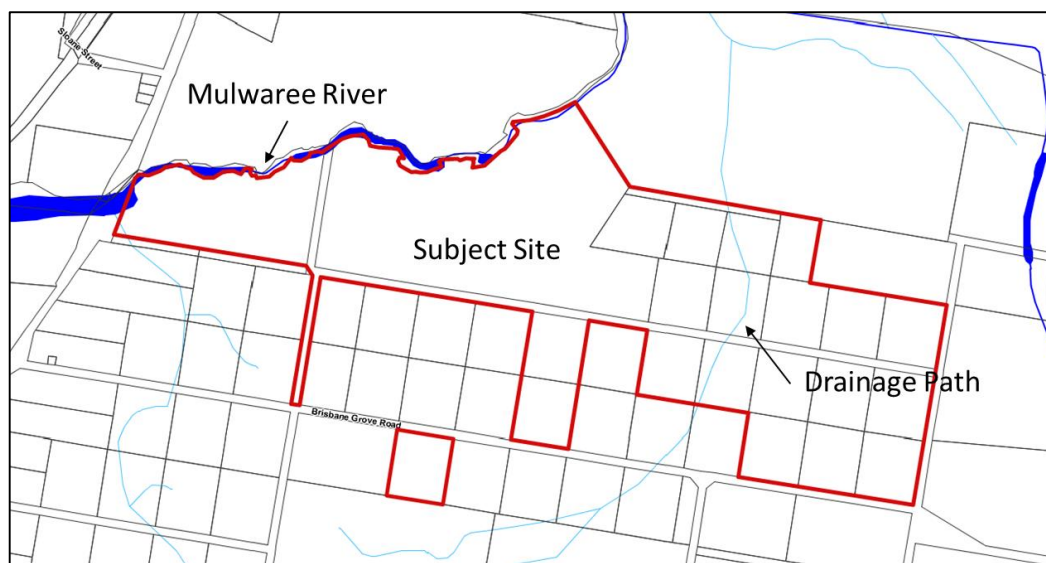 Sloane Street
Mulwaree River
Subject Site
Drainage Path
Brisbane Grove Road